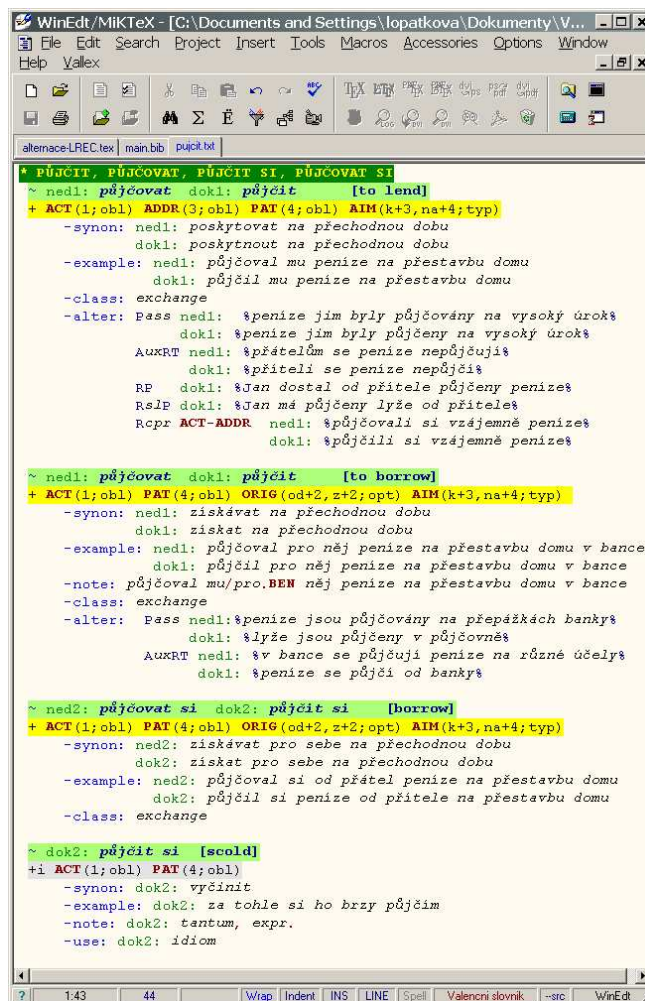 WinEdt/MiKTeX - [C:\Documents and Settings\lopatkova\Dokumenty\V...
File Edit Search Project Insert Tools Macros Accessories Options Window
Help Vallex
alternace-LREC.tex main.bib pujcit.txt
* PŮJČIT, PŮJČOVAT, PŮJČIT SI, PŮJČOVAT SI
~ ned1: půjčovat dok1: půjčit [to lend]
+ ACT(1;obl) ADDR(3;obl) PAT(4;obl) AIM(k+3,na+4;typ)
-synon: ned1: poskytovat na přechodnou dobu
dok1: poskytnout na přechodnou dobu
-example: ned1: půjčoval mu peníze na přestavbu domu
dok1: půjčil mu peníze na přestavbu domu
-class: exchange
-alter: Pass ned1: %peníze jim byly půjčovány na vysoký úrok%
dok1: %peníze jim byly půjčeny na vysoký úrok%
AuxRT ned1: %přátelům se peníze nepůjčují%
dok1: %příteli se peníze nepůjčí%
RP dok1: %Jan dostal od přítele půjčeny peníze%
RslP dok1: %Jan má půjčeny lyže od přítele%
Rcpr ACT-ADDR ned1: %půjčovali si vzájemně peníze%
dok1: %půjčili si vzájemně peníze%
~ ned1: půjčovat dok1: půjčit [to borrow]
+ ACT(1;obl) PAT(4;obl) ORIG(od+2,z+2;opt) AIM(k+3,na+4;typ)
-synon: ned1: získávat na přechodnou dobu
dok1: získat na přechodnou dobu
-example: ned1: půjčoval pro něj peníze na přestavbu domu v bance
dok1: půjčil pro něj peníze na přestavbu domu v bance
-note: půjčoval mu/pro.BEN něj peníze na přestavbu domu v bance
-class: exchange
-alter: Pass ned1:%peníze jsou půjčovány na přepážkách banky%
dok1: %lyže jsou půjčeny v půjčovně%
AuxRT ned1: %v bance se půjčují peníze na různé účely%
dok1: %peníze se půjčí od banky%
~ ned2: půjčovat si dok2: půjčit si [borrow]
+ ACT(1;obl) PAT(4;obl) ORIG(od+2,z+2;opt) AIM(k+3,na+4;typ)
-synon: ned2: získávat pro sebe na přechodnou dobu
dok2: získat pro sebe na přechodnou dobu
-example: ned2: půjčoval si od přátel peníze na přestavbu domu
dok2: půjčil si peníze od přítele na přestavbu domu
-class: exchange
~ dok2: půjčit si [scold]
+i ACT(1;obl) PAT(4;obl)
-synon: dok2: vyčinit
-example: dok2: za tohle si ho brzy půjčím
-note: dok2: tantum, expr.
-use: dok2: idiom
? 1:43 44 Wrap Indent INS LINE Spell Valencni slovnik --src WinEdt